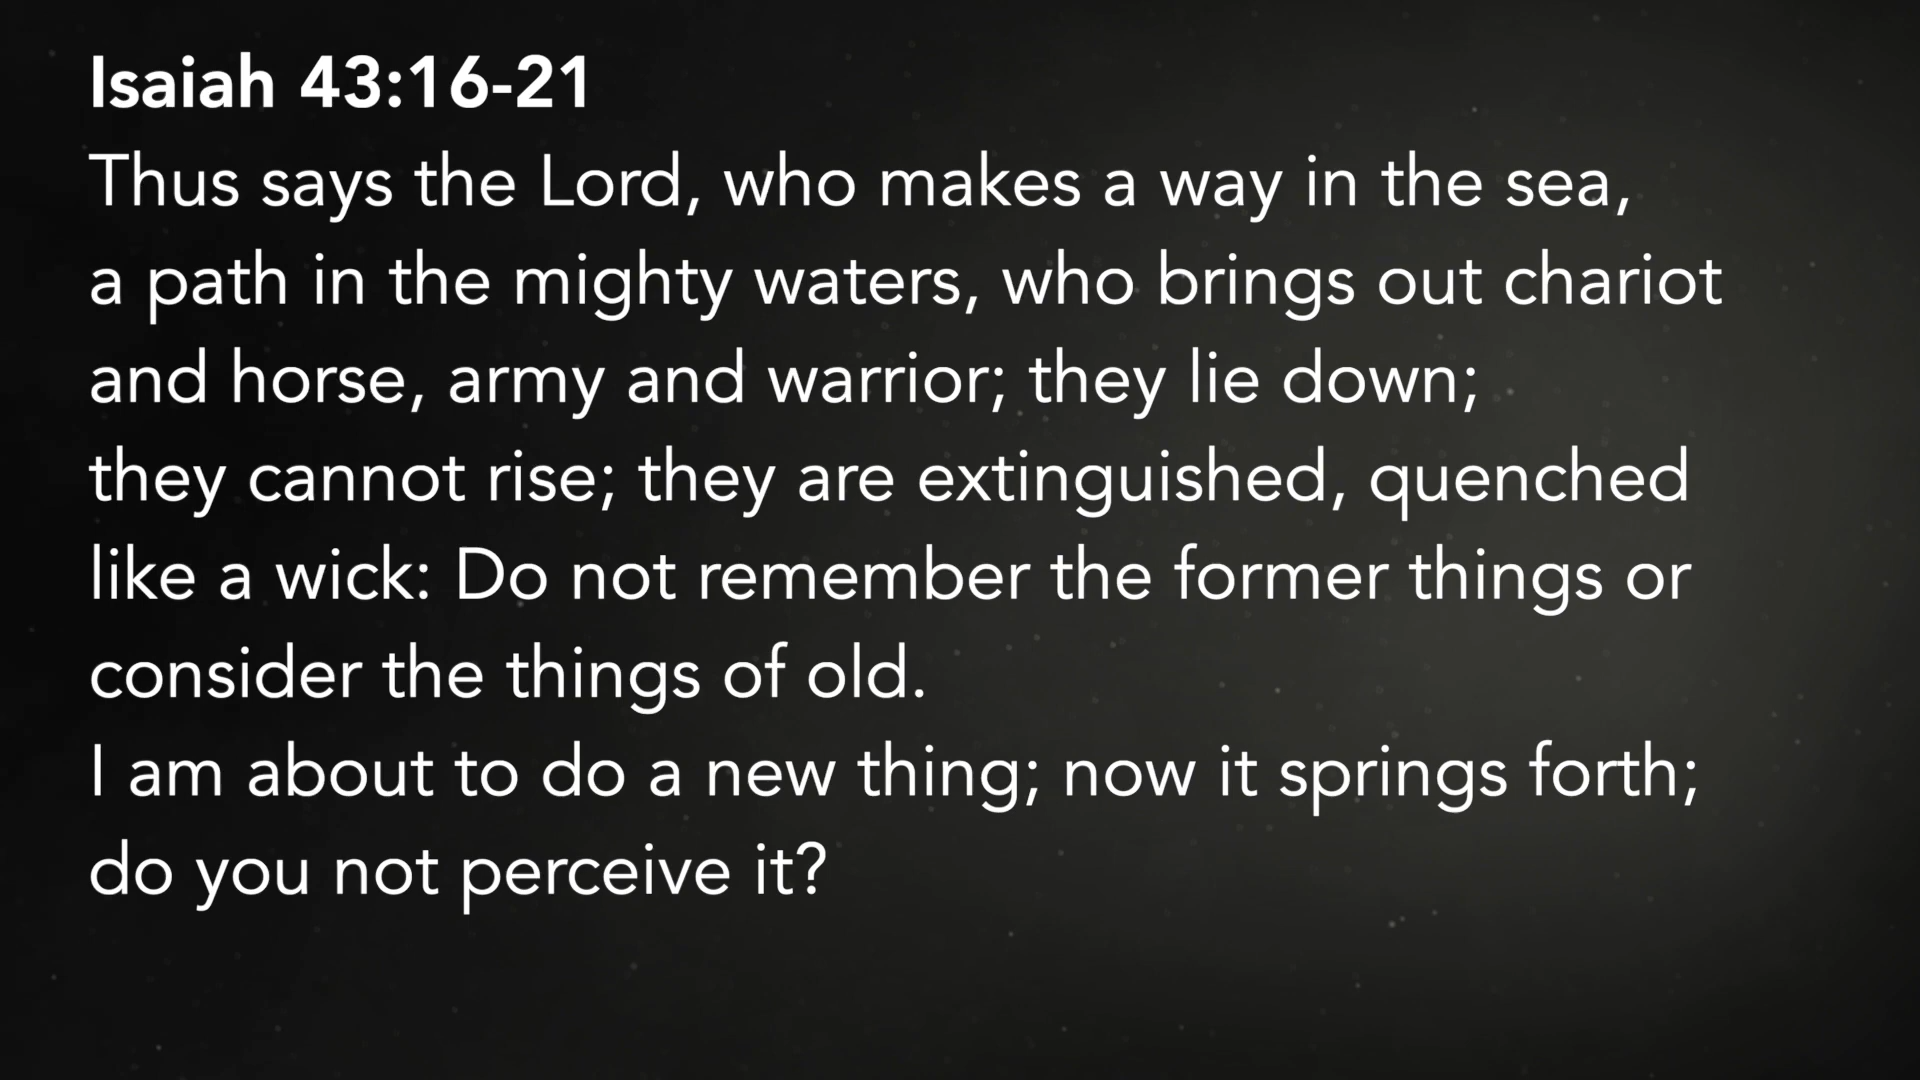 Isaiah 43:16-21
Thus says the Lord, who makes a way in the sea,
a path in the mighty waters, who brings out chariot
and horse, army and warrior; they lie down;
they cannot rise; they are extinguished, quenched
like a wick: Do not remember the former things or
consider the things of old.
I am about to do a new thing; now it springs forth;
do you not perceive it?